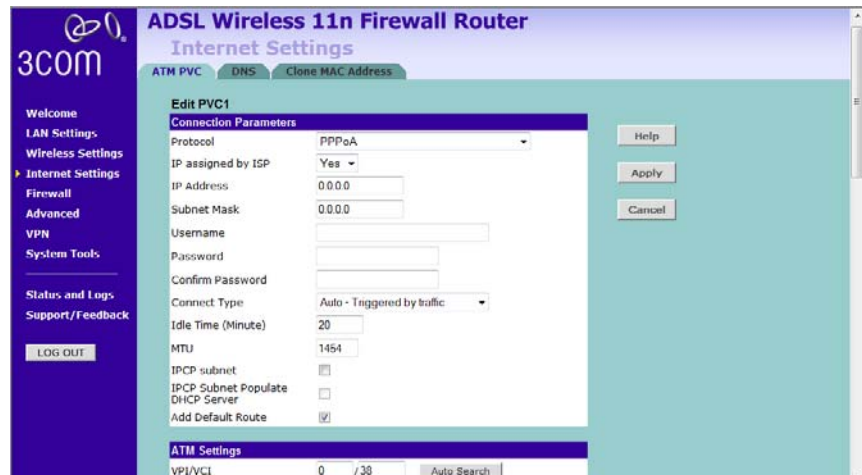 3COM
ADSL Wireless 11n Firewall Router
Internet Settings
ATM PVC DNS Clone MAC Address
Welcome
LAN Settings
Wireless Settings
Internet Settings
Firewall
Advanced
VPN
System Tools
Status and Logs
Support/Feedback
LOG OUT
Edit PVC1
Connection Parameters
Protocol PPPoA
IP assigned by ISP Yes
IP Address 0.0.0.0
Subnet Mask 0.0.0.0
Username
Password
Confirm Password
Connect Type Auto - Triggered by traffic
Idle Time (Minute) 20
MTU 1454
IPCP subnet
IPCP Subnet Populate
DHCP Server
Add Default Route
ATM Settings
VPI/VCI 0 / 38 Auto Search
Help
Apply
Cancel